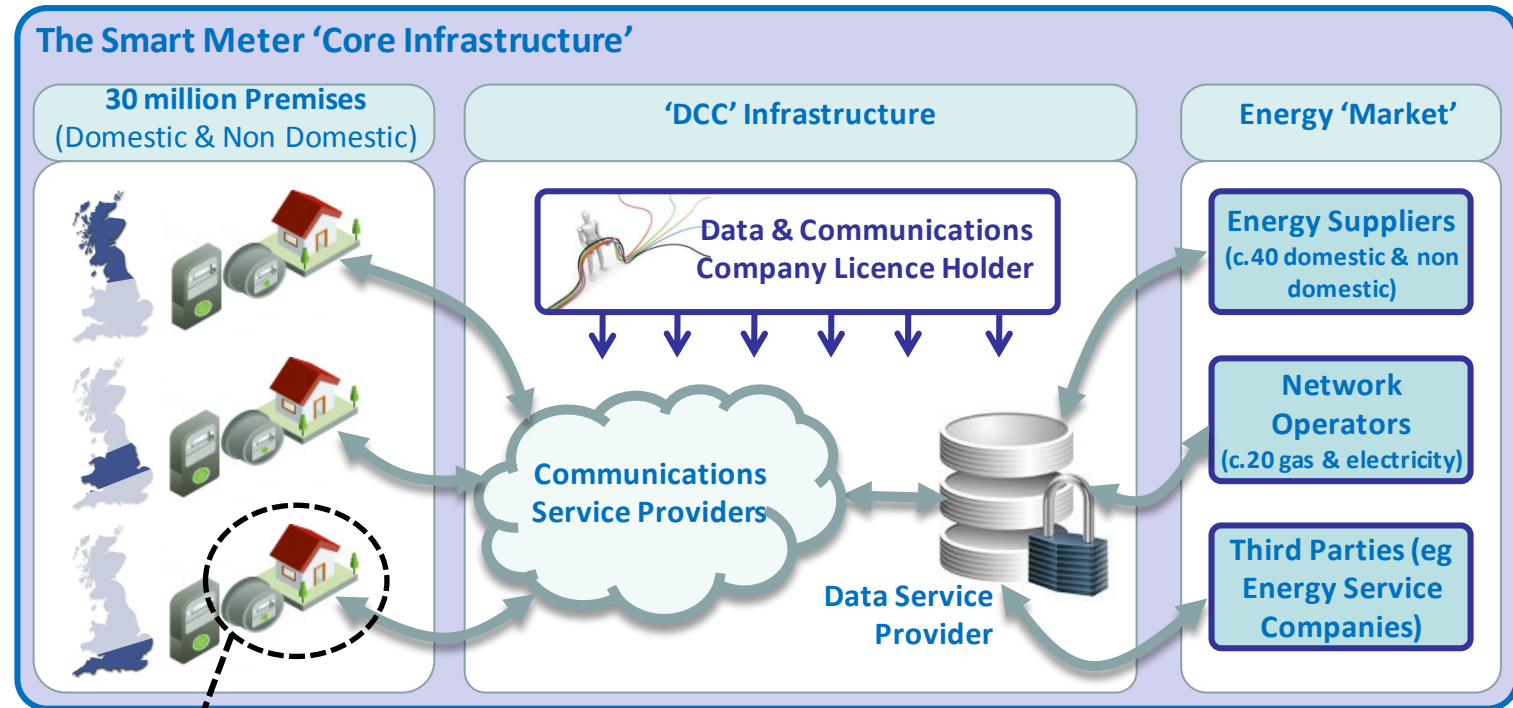 The Smart Meter ‘Core Infrastructure’
30 million Premises
(Domestic & Non Domestic)
‘DCC’ Infrastructure
Data & Communications
Company Licence Holder
Communications
Service Providers
Data Service
Provider
Energy ‘Market’
Energy Suppliers
(c.40 domestic & non
domestic)
Network
Operators
(c.20 gas & electricity)
Third Parties (eg
Energy Service
Companies)